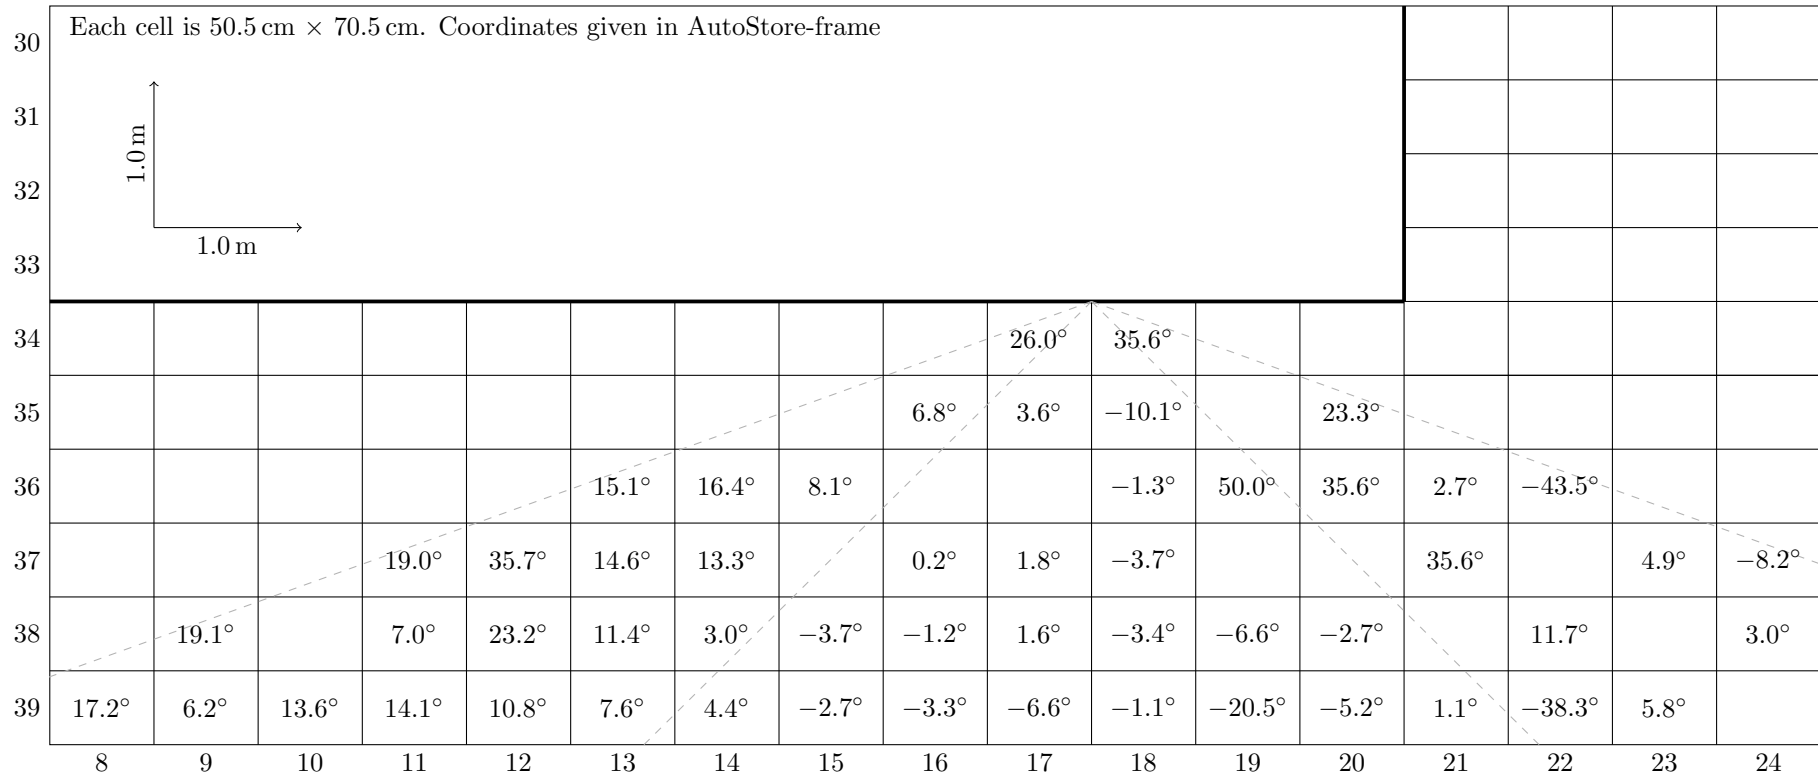 Each cell is 50.5 cm × 70.5 cm. Coordinates given in AutoStore-frame
30
31
1.0 m
32
1.0 m
33
34 26.0° 35.6°
35 6.8° 3.6° −10.1° 23.3°
36 15.1° 16.4° 8.1° −1.3° 50.0° 35.6° 2.7° −43.5°
37 19.0° 35.7° 14.6° 13.3° 0.2° 1.8° −3.7° 35.6° 4.9° −8.2°
38 19.1° 7.0° 23.2° 11.4° 3.0° −3.7° −1.2° 1.6° −3.4° −6.6° −2.7° 11.7° 3.0°
39 17.2° 6.2° 13.6° 14.1° 10.8° 7.6° 4.4° −2.7° −3.3° −6.6° −1.1° −20.5° −5.2° 1.1° −38.3° 5.8°
8 9 10 11 12 13 14 15 16 17 18 19 20 21 22 23 24